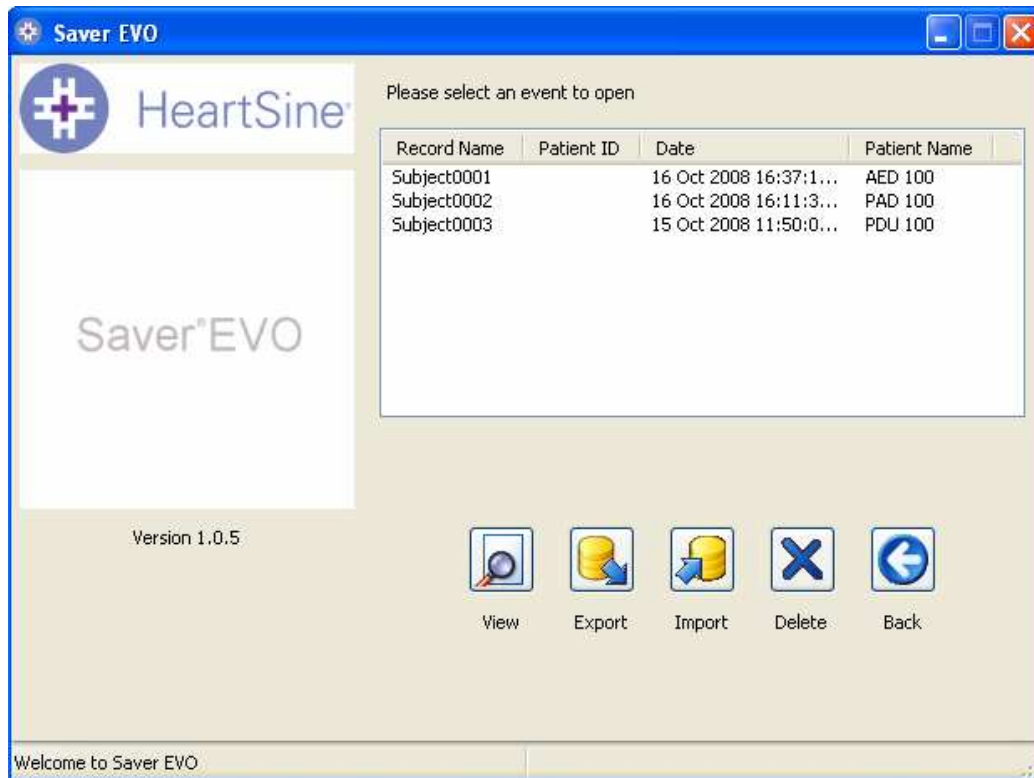 Saver EVO
HeartSine®
Please select an event to open
Record Name Patient ID Date Patient Name
Subject0001 16 Oct 2008 16:37:1... AED 100
Subject0002 16 Oct 2008 16:11:3... PAD 100
Subject0003 15 Oct 2008 11:50:0... PDU 100
Saver®EVO
Version 1.0.5
View Export Import Delete Back
Welcome to Saver EVO